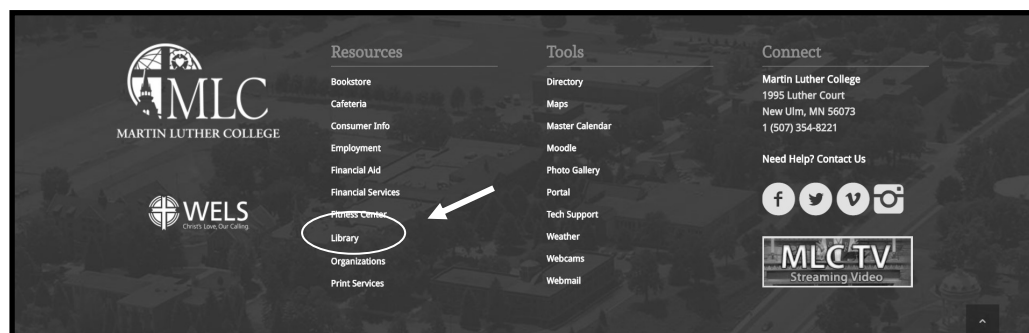 MLC
MARTIN LUTHER COLLEGE
WELS
Christ's Love, Our Calling.
Resources
Bookstore
Cafeteria
Consumer Info
Employment
Financial Aid
Financial Services
Fitness Center
Library
Organizations
Print Services
Tools
Directory
Maps
Master Calendar
Moodle
Photo Gallery
Portal
Tech Support
Weather
Webcams
Webmail
Connect
Martin Luther College
1995 Luther Court
New Ulm, MN 56073
1 (507) 354-8221
Need Help? Contact Us
MLC TV
Streaming Video